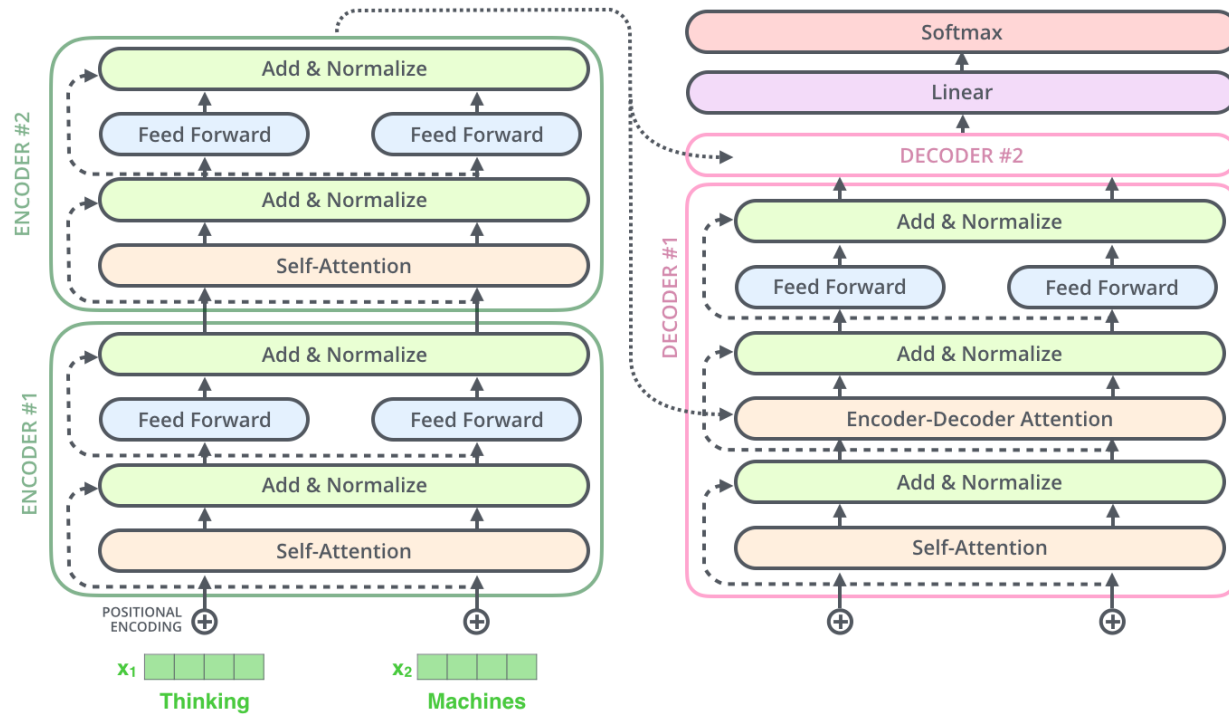 ENCODER #2
Add & Normalize
Feed Forward
Feed Forward
Add & Normalize
Self-Attention
ENCODER #1
Add & Normalize
Feed Forward
Feed Forward
Add & Normalize
Self-Attention
POSITIONAL
ENCODING
x₁
x₂
Thinking
Machines
Softmax
Linear
DECODER #2
DECODER #1
Add & Normalize
Feed Forward
Feed Forward
Add & Normalize
Encoder-Decoder Attention
Add & Normalize
Self-Attention